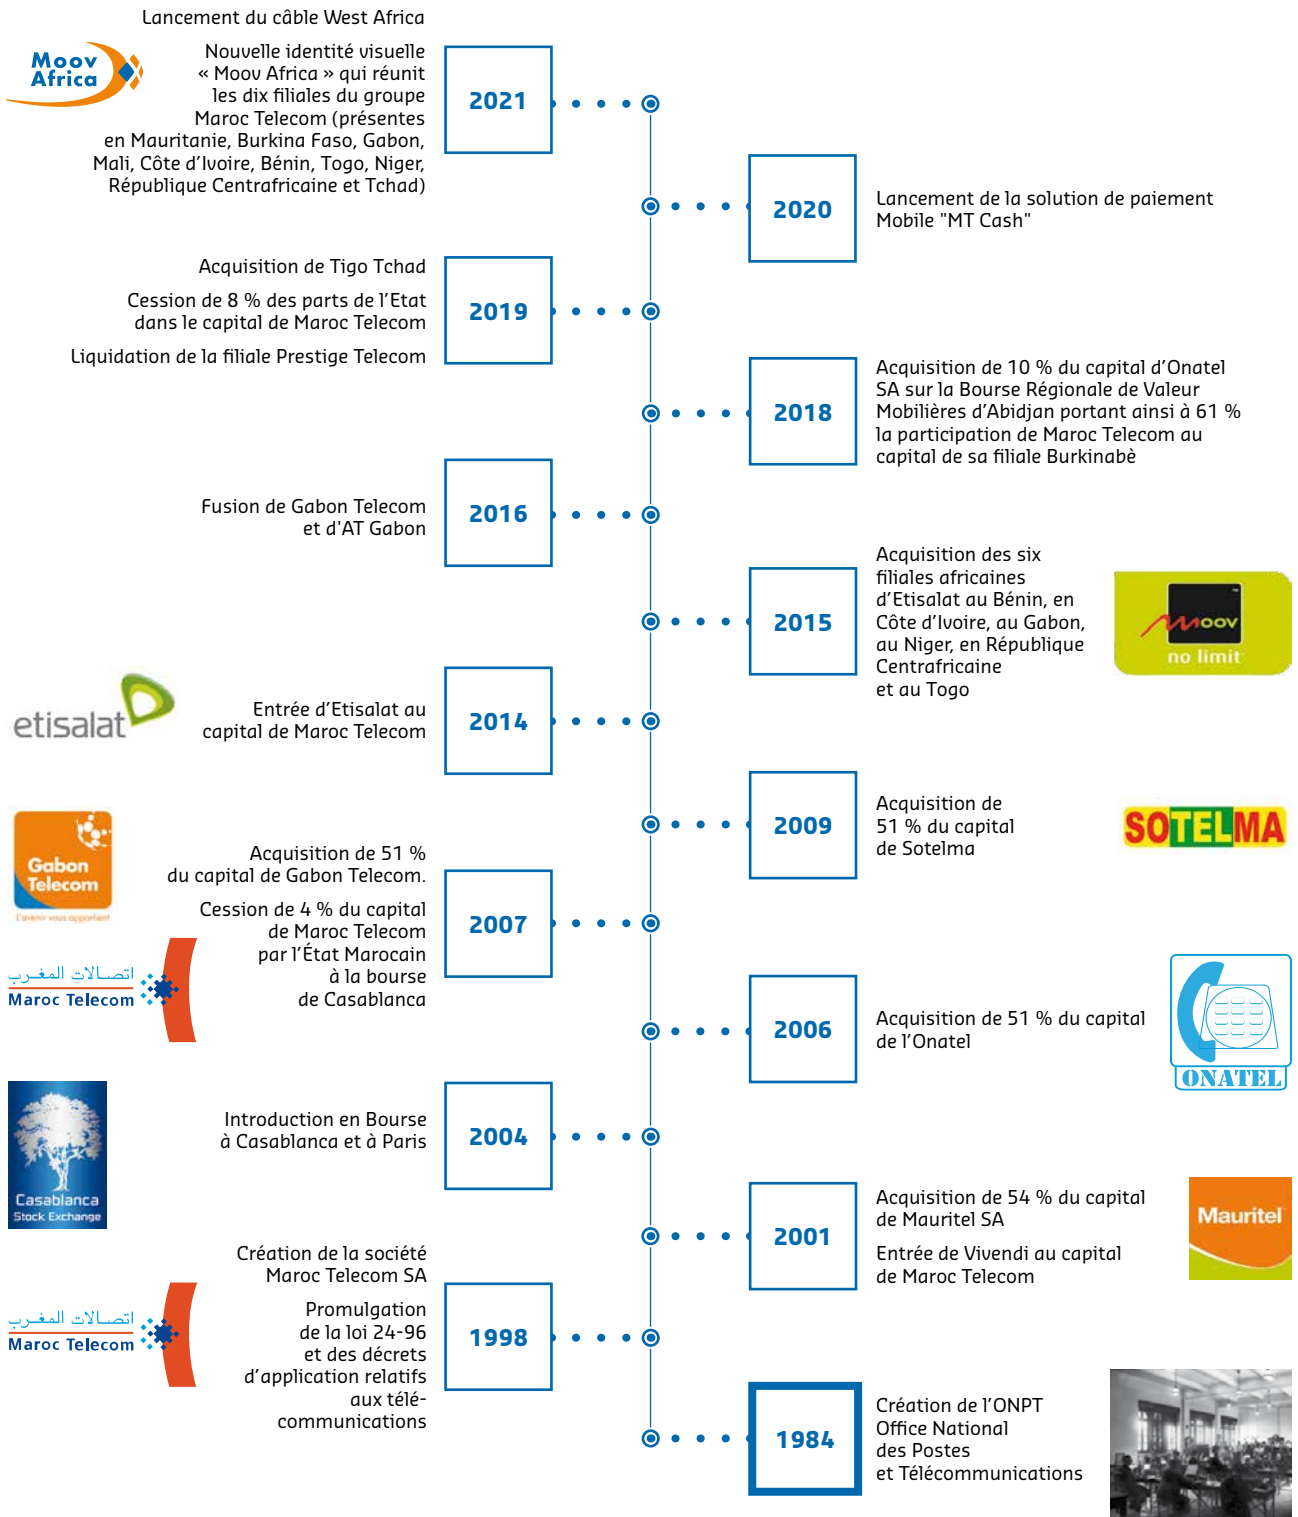 Lancement du câble West Africa
Moov
Africa
Nouvelle identité visuelle
« Moov Africa » qui réunit
les dix filiales du groupe
Maroc Telecom (présentes
en Mauritanie, Burkina Faso, Gabon,
Mali, Côte d’Ivoire, Bénin, Togo, Niger,
République Centrafricaine et Tchad)
2021
2020
Lancement de la solution de paiement
Mobile "MT Cash"
Acquisition de Tigo Tchad
Cession de 8 % des parts de l’Etat
dans le capital de Maroc Telecom
Liquidation de la filiale Prestige Telecom
2019
2018
Acquisition de 10 % du capital d’Onatel
SA sur la Bourse Régionale de Valeur
Mobilières d’Abidjan portant ainsi à 61 %
la participation de Maroc Telecom au
capital de sa filiale Burkinabè
Fusion de Gabon Telecom
et d'AT Gabon
2016
2015
Acquisition des six
filiales africaines
d’Etisalat au Bénin, en
Côte d’Ivoire, au Gabon,
au Niger, en République
Centrafricaine
et au Togo
moov
no limit
etisalat
Entrée d’Etisalat au
capital de Maroc Telecom
2014
2009
Acquisition de
51 % du capital
de Sotelma
SOTELMA
Gabon
Telecom
L'avenir vous appartient
Acquisition de 51 %
du capital de Gabon Telecom.
Cession de 4 % du capital
de Maroc Telecom
par l’État Marocain
à la bourse
de Casablanca
2007
اتصالات المغرب
Maroc Telecom
2006
Acquisition de 51 % du capital
de l’Onatel
ONATEL
Casablanca
Stock Exchange
Introduction en Bourse
à Casablanca et à Paris
2004
2001
Acquisition de 54 % du capital
de Mauritel SA
Entrée de Vivendi au capital
de Maroc Telecom
Mauritel
Création de la société
Maroc Telecom SA
Promulgation
de la loi 24-96
et des décrets
d’application relatifs
aux télé-
communications
1998
اتصالات المغرب
Maroc Telecom
1984
Création de l’ONPT
Office National
des Postes
et Télécommunications